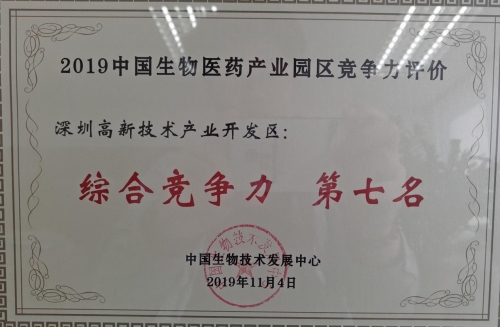 2019中国生物医药产业园区竞争力评价
深圳高新技术产业开发区:
综合竞争力 第七名
中国生物技术发展中心
2019年11月4日